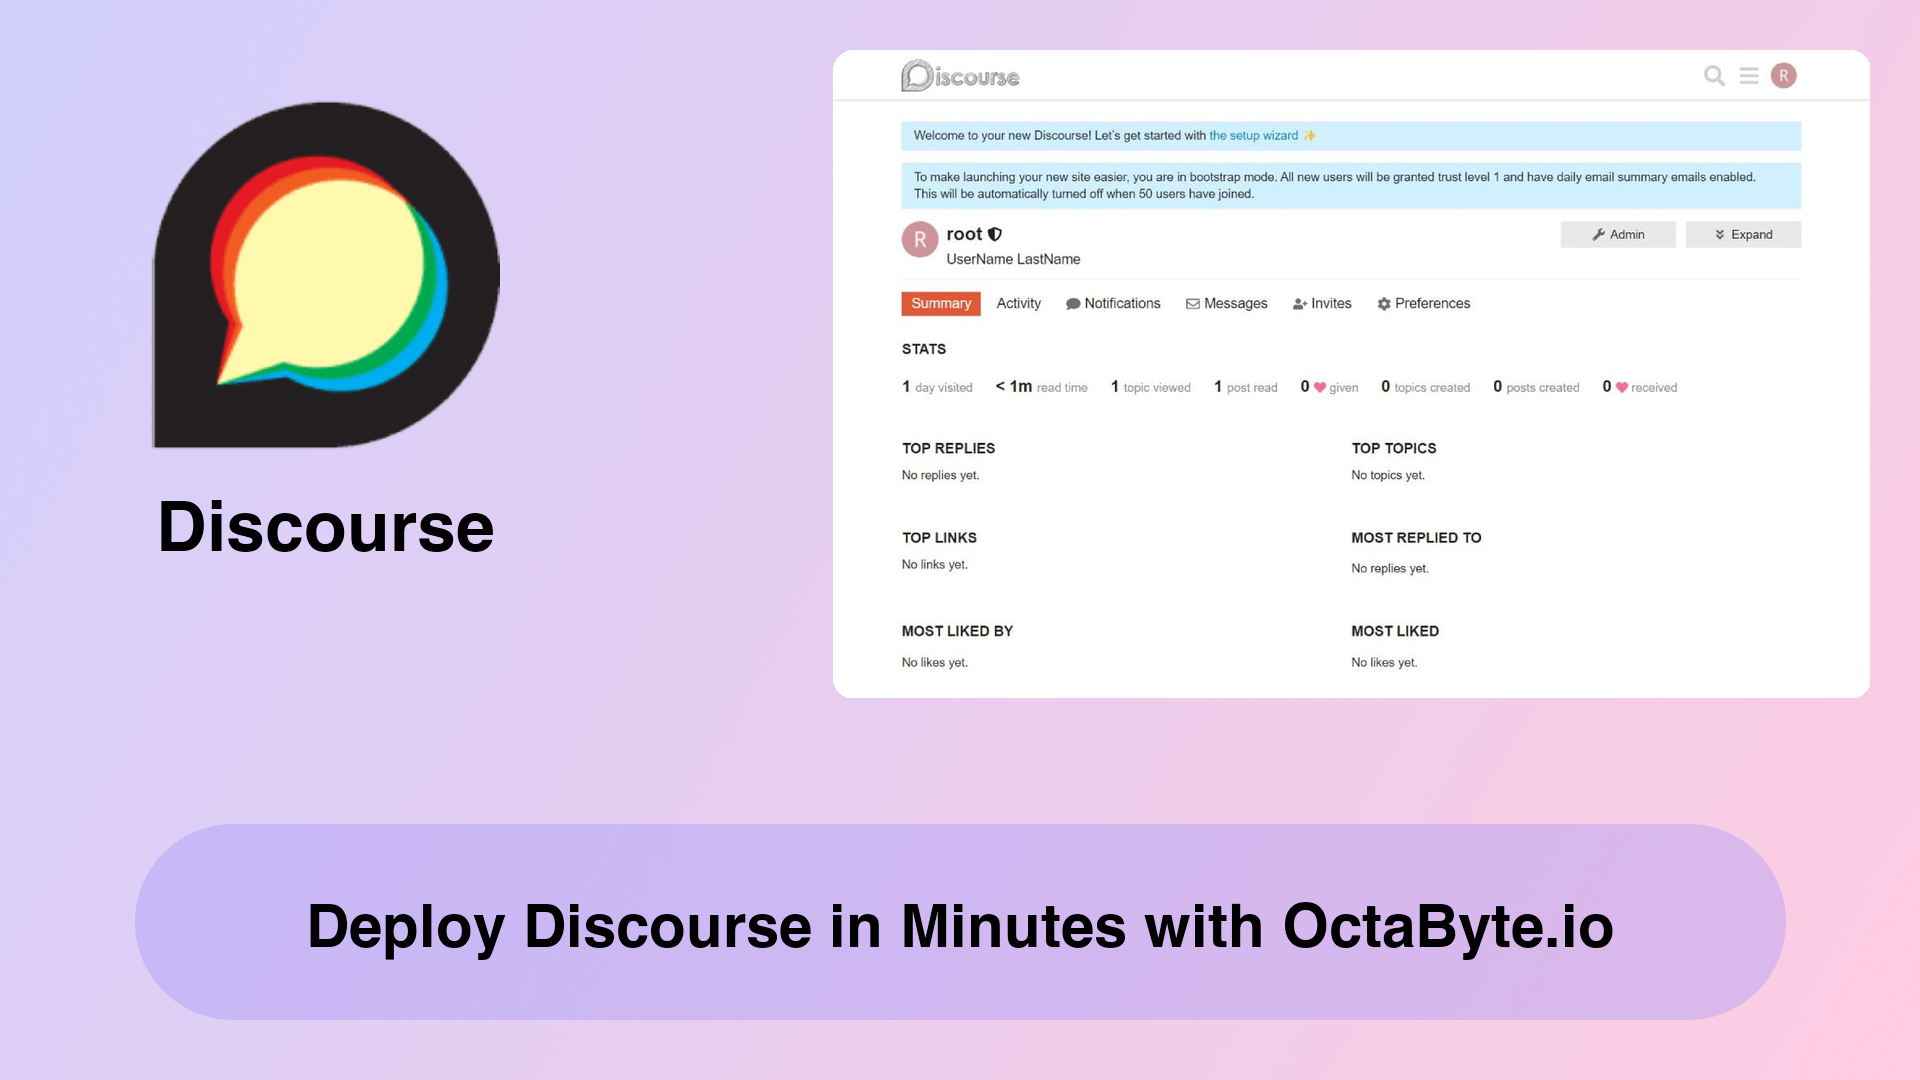 Discourse
Discourse
R
Welcome to your new Discourse! Let's get started with the setup wizard ✨
To make launching your new site easier, you are in bootstrap mode. All new users will be granted trust level 1 and have daily email summary emails enabled.
This will be automatically turned off when 50 users have joined.
R
root
Admin
Expand
UserName LastName
Summary Activity Notifications Messages Invites Preferences
STATS
1 day visited < 1m read time 1 topic viewed 1 post read 0 ❤ given 0 topics created 0 posts created 0 ❤ received
TOP REPLIES
No replies yet.
TOP TOPICS
No topics yet.
TOP LINKS
No links yet.
MOST REPLIED TO
No replies yet.
MOST LIKED BY
No likes yet.
MOST LIKED
No likes yet.
Deploy Discourse in Minutes with OctaByte.io